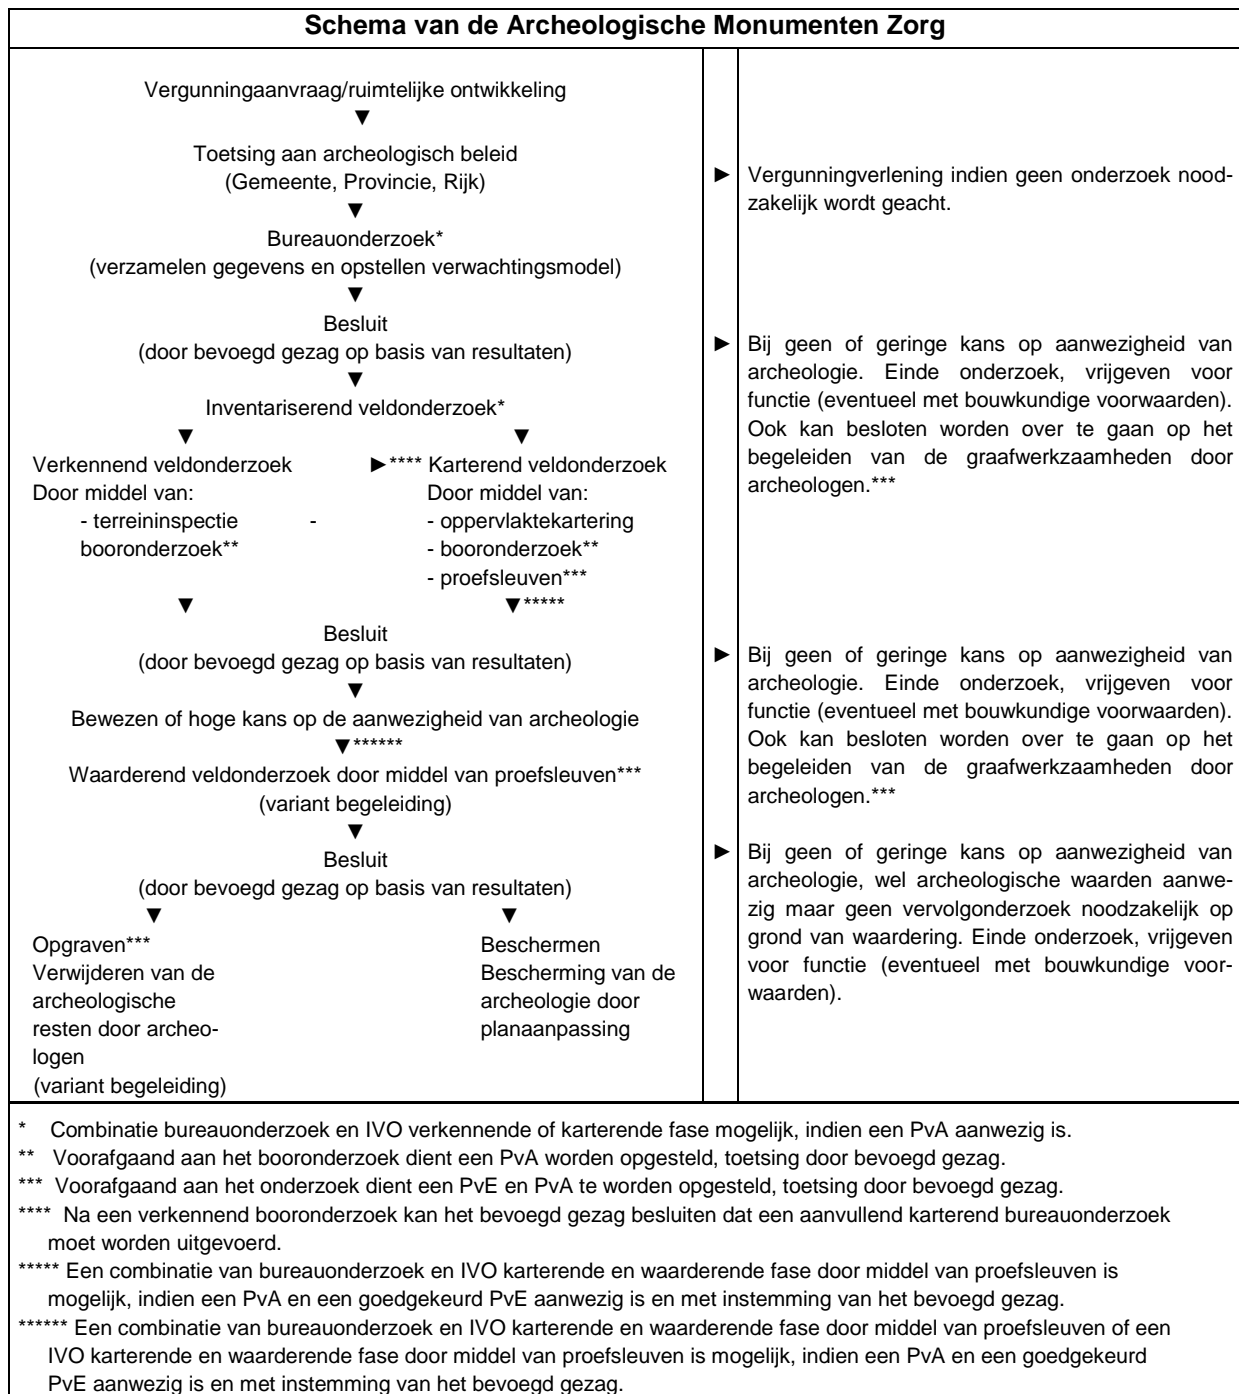 Schema van de Archeologische Monumenten Zorg
Vergunningaanvraag/ruimtelijke ontwikkeling
▼
Toetsing aan archeologisch beleid
(Gemeente, Provincie, Rijk)
► Vergunningverlening indien geen onderzoek nood-
zakelijk wordt geacht.
▼
Bureauonderzoek*
(verzamelen gegevens en opstellen verwachtingsmodel)
▼
Besluit
(door bevoegd gezag op basis van resultaten)
► Bij geen of geringe kans op aanwezigheid van
archeologie. Einde onderzoek, vrijgeven voor
functie (eventueel met bouwkundige voorwaarden).
Ook kan besloten worden over te gaan op het
begeleiden van de graafwerkzaamheden door
archeologen.***
▼
Inventariserend veldonderzoek*
▼ ▼
Verkennend veldonderzoek ►**** Karterend veldonderzoek
Door middel van: Door middel van:
- terreininspectie - - oppervlaktekartering
booronderzoek** - booronderzoek**
- proefsleuven***
▼ ▼*****
Besluit
(door bevoegd gezag op basis van resultaten)
► Bij geen of geringe kans op aanwezigheid van
archeologie. Einde onderzoek, vrijgeven voor
functie (eventueel met bouwkundige voorwaarden).
Ook kan besloten worden over te gaan op het
begeleiden van de graafwerkzaamheden door
archeologen.***
▼
Bewezen of hoge kans op de aanwezigheid van archeologie
▼******
Waarderend veldonderzoek door middel van proefsleuven***
(variant begeleiding)
▼
Besluit
(door bevoegd gezag op basis van resultaten)
► Bij geen of geringe kans op aanwezigheid van
archeologie, wel archeologische waarden aanwe-
zig maar geen vervolgonderzoek noodzakelijk op
grond van waardering. Einde onderzoek, vrijgeven
voor functie (eventueel met bouwkundige voor-
waarden).
▼ ▼
Opgraven*** Beschermen
Verwijderen van de Bescherming van de
archeologische archeologie door
resten door archeo- planaanpassing
logen
(variant begeleiding)
* Combinatie bureauonderzoek en IVO verkennende of karterende fase mogelijk, indien een PvA aanwezig is.
** Voorafgaand aan het booronderzoek dient een PvA worden opgesteld, toetsing door bevoegd gezag.
*** Voorafgaand aan het onderzoek dient een PvE en PvA te worden opgesteld, toetsing door bevoegd gezag.
**** Na een verkennend booronderzoek kan het bevoegd gezag besluiten dat een aanvullend karterend bureauonderzoek
moet worden uitgevoerd.
***** Een combinatie van bureauonderzoek en IVO karterende en waarderende fase door middel van proefsleuven is
mogelijk, indien een PvA en een goedgekeurd PvE aanwezig is en met instemming van het bevoegd gezag.
****** Een combinatie van bureauonderzoek en IVO karterende en waarderende fase door middel van proefsleuven of een
IVO karterende en waarderende fase door middel van proefsleuven is mogelijk, indien een PvA en een goedgekeurd
PvE aanwezig is en met instemming van het bevoegd gezag.